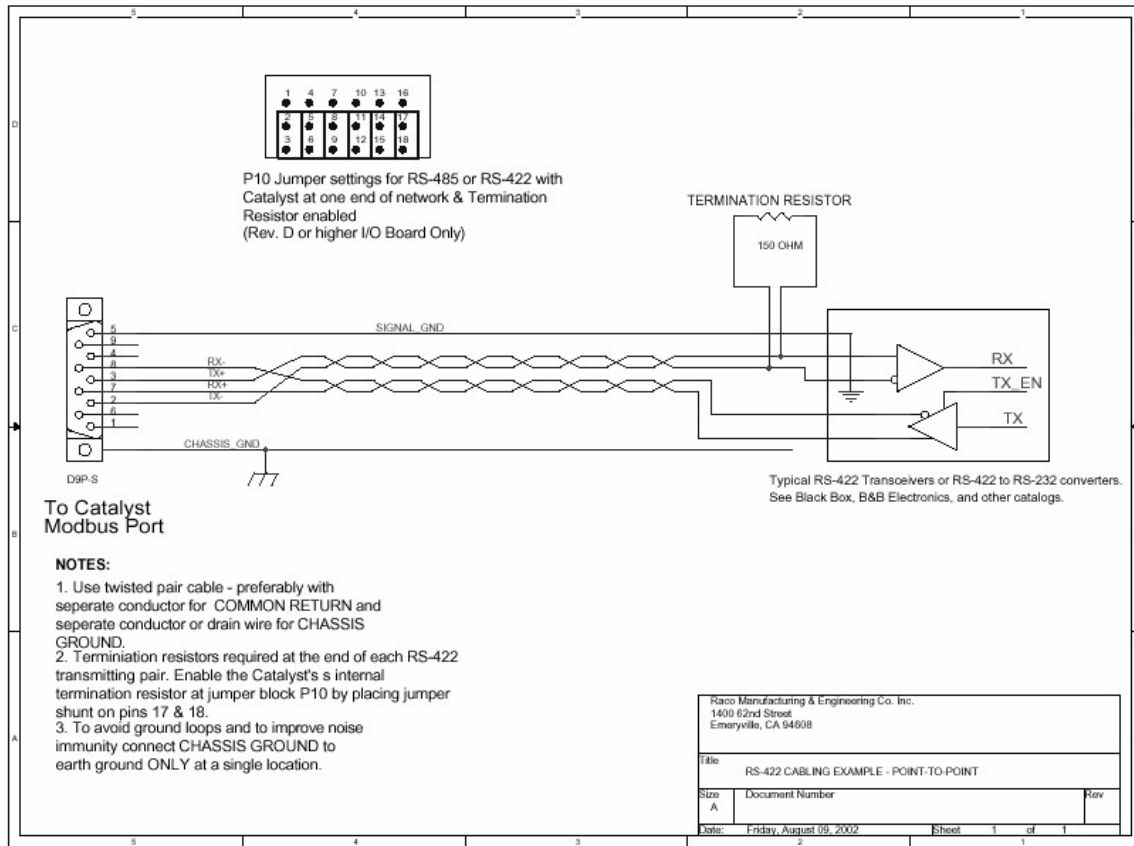 5 4 3 2 1
D
C
B
A
1 4 7 10 13 16
2 5 8 11 14 17
3 6 9 12 15 18
P10 Jumper settings for RS-485 or RS-422 with
Catalyst at one end of network & Termination
Resistor enabled
(Rev. D or higher I/O Board Only)
TERMINATION RESISTOR
150 OHM
5
9
4
8
3
7
2
6
1
SIGNAL_GND
RX-
TX+
RX+
TX-
CHASSIS_GND
RX
TX_EN
TX
D9P-S
To Catalyst
Modbus Port
Typical RS-422 Transceivers or RS-422 to RS-232 converters.
See Black Box, B&B Electronics, and other catalogs.
NOTES:
1. Use twisted pair cable - preferably with
seperate conductor for COMMON RETURN and
seperate conductor or drain wire for CHASSIS
GROUND.
2. Terminiation resistors required at the end of each RS-422
transmitting pair. Enable the Catalyst's s internal
termination resistor at jumper block P10 by placing jumper
shunt on pins 17 & 18.
3. To avoid ground loops and to improve noise
immunity connect CHASSIS GROUND to
earth ground ONLY at a single location.
Raco Manufacturing & Engineering Co. Inc.
1400 62nd Street
Emeryville, CA 94608
Title
RS-422 CABLING EXAMPLE - POINT-TO-POINT
Size Document Number Rev
A
Date: Friday, August 09, 2002 Sheet 1 of 1
5 4 3 2 1